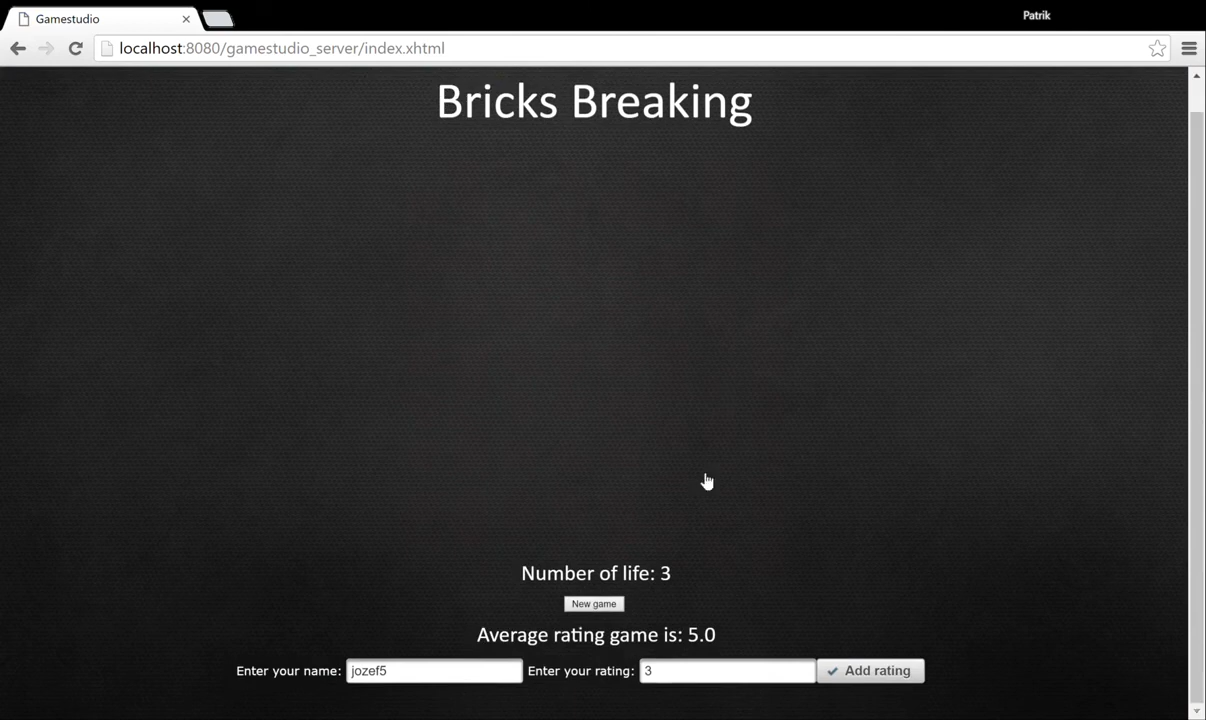 Gamestudio
Patrik
localhost:8080/gamestudio_server/index.xhtml
Bricks Breaking
Number of life: 3
New game
Average rating game is: 5.0
Enter your name: jozef5 Enter your rating: 3 Add rating